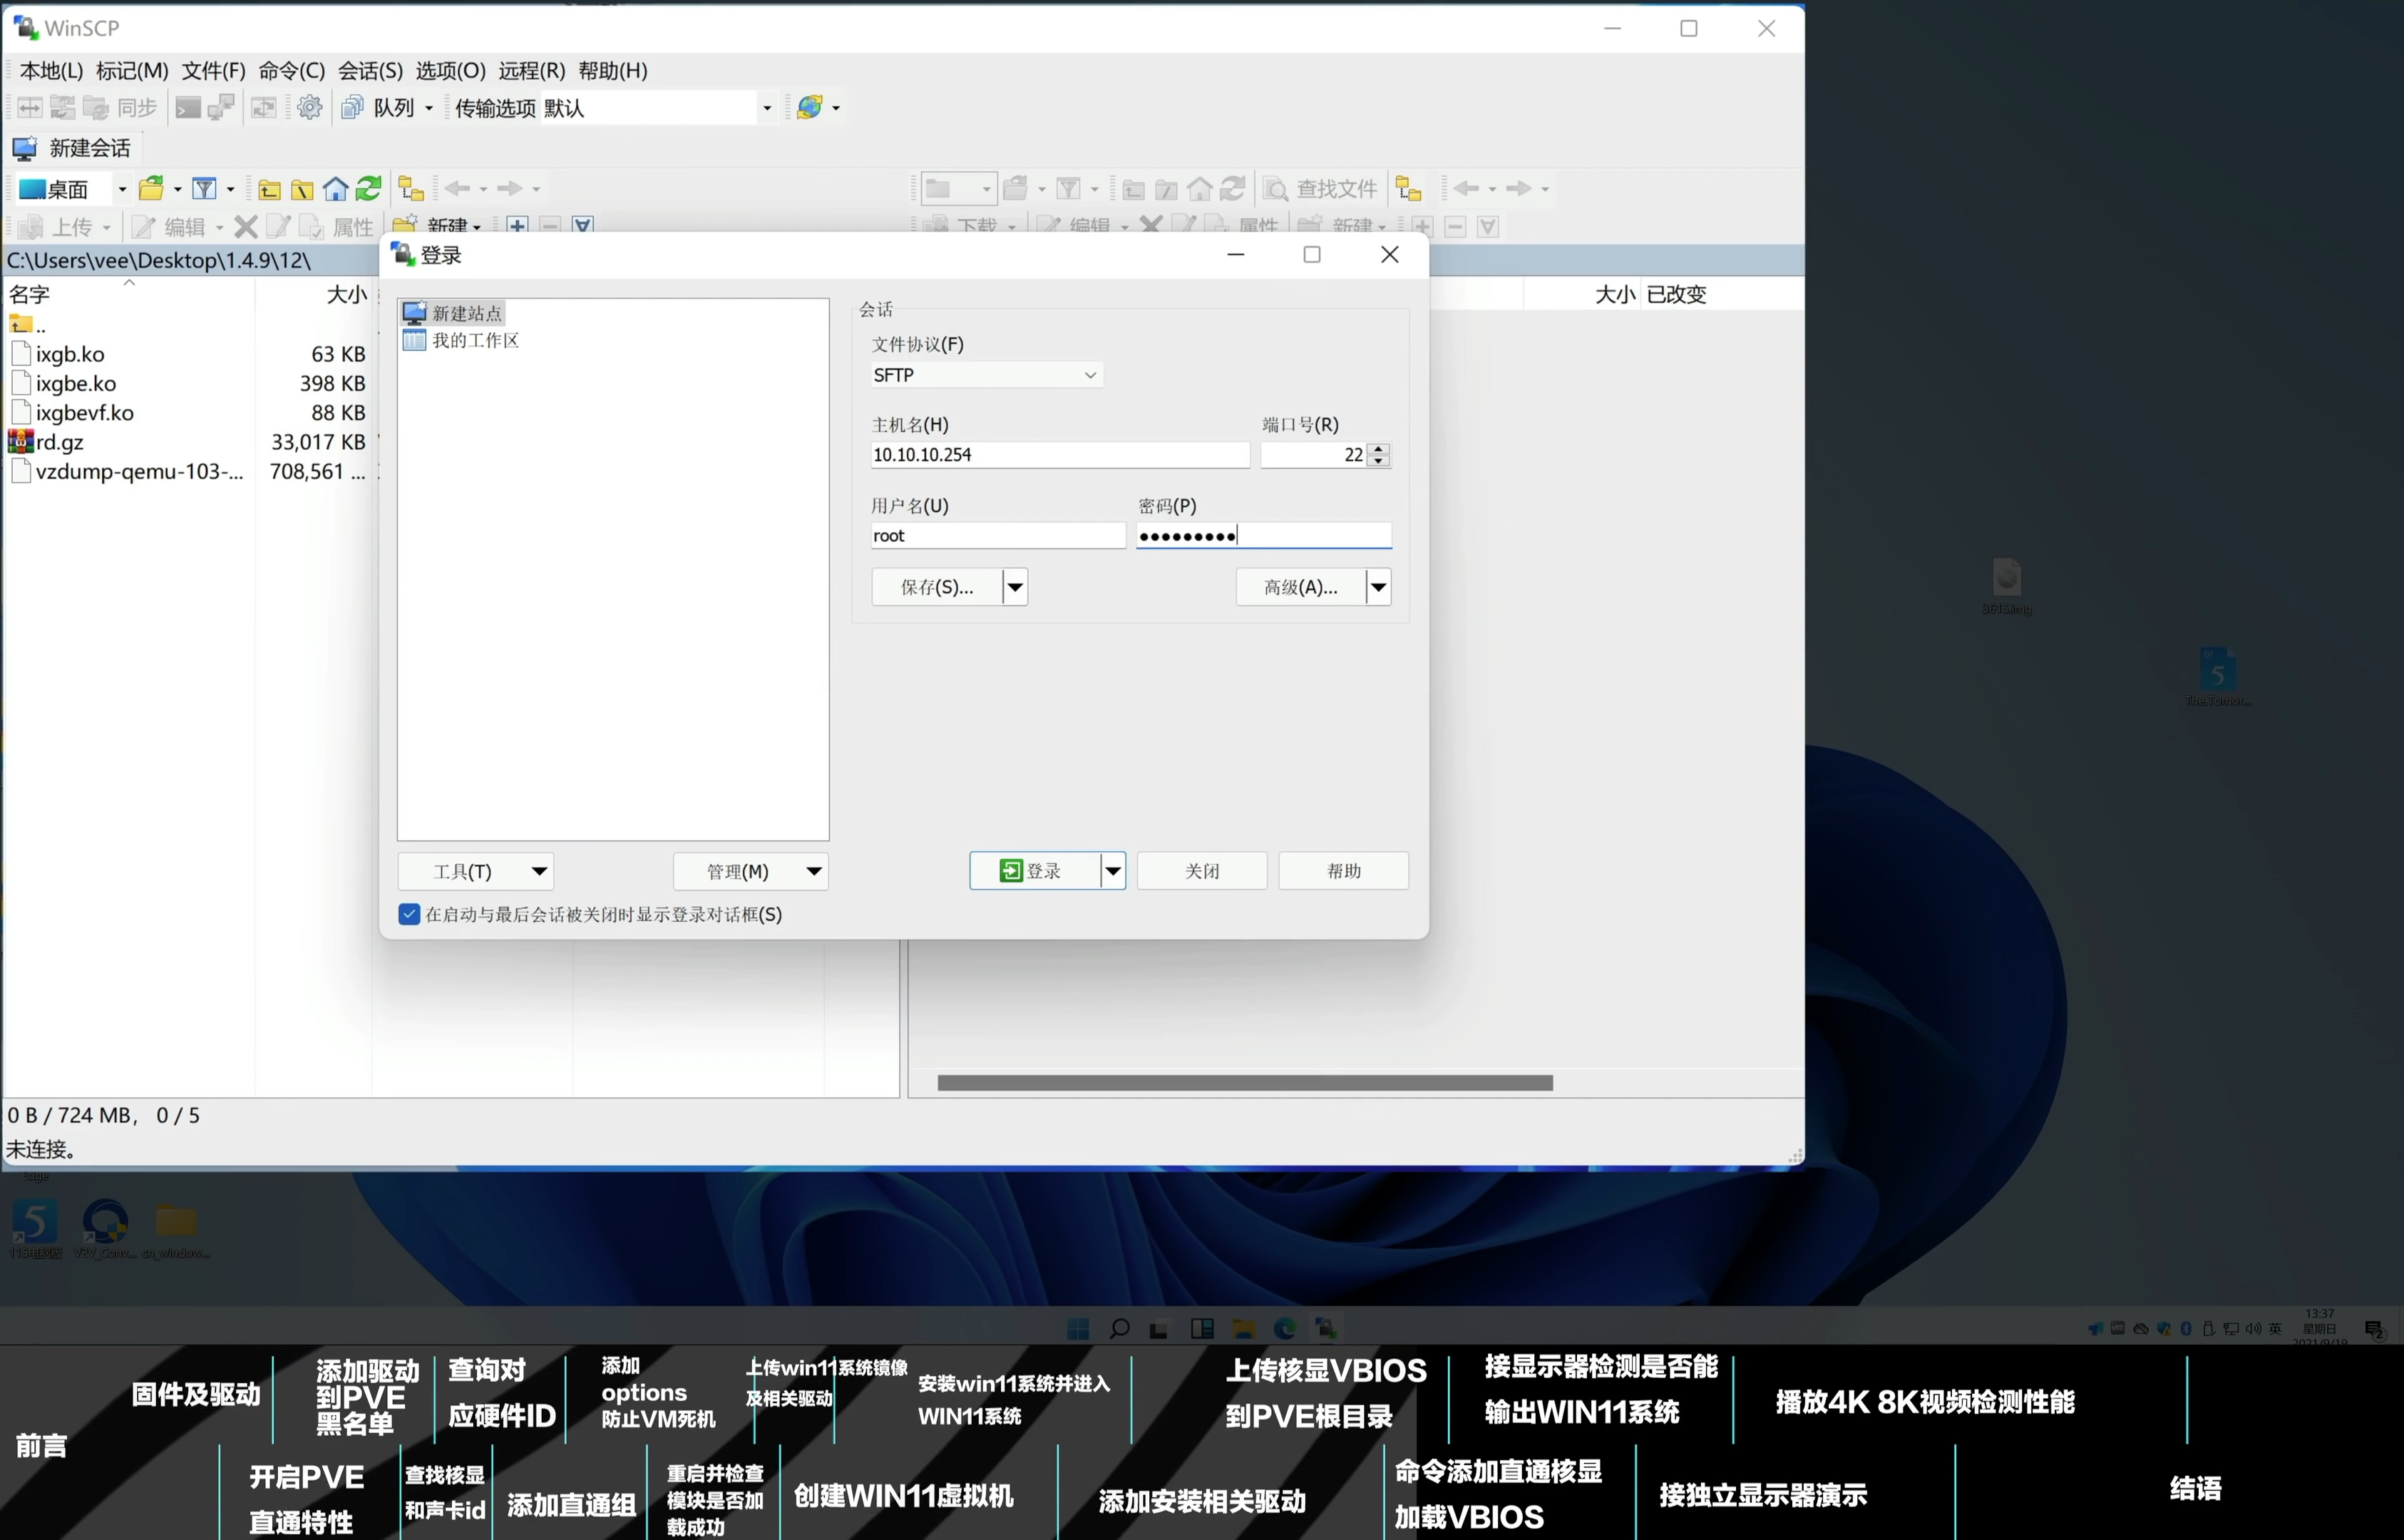 WinSCP
本地(L) 标记(M) 文件(F) 命令(C) 会话(S) 选项(O) 远程(R) 帮助(H)
同步 队列 传输选项 默认
新建会话
桌面 查找文件
上传 编辑 属性 新建 下载 编辑 属性 新建
C:\Users\vee\Desktop\1.4.9\12\
名字 大小
大小 已改变
..
ixgb.ko 63 KB
ixgbe.ko 398 KB
ixgbevf.ko 88 KB
rd.gz 33,017 KB
vzdump-qemu-103-... 708,561 ...
登录
新建站点
我的工作区
会话
文件协议(F)
SFTP
主机名(H) 端口号(R)
10.10.10.254 22
用户名(U) 密码(P)
root ●●●●●●●●●
保存(S)... 高级(A)...
工具(T) 管理(M) 登录 关闭 帮助
在启动与最后会话被关闭时显示登录对话框(S)
0 B / 724 MB, 0 / 5
未连接。
3615.img
The.Tomor...
Edge
115电脑版 V2V_Conv... cn_window...
英
13:37
星期日
2021/9/19
2
前言
固件及驱动
开启PVE
直通特性
添加驱动
到PVE
黑名单
查找核显
和声卡id
查询对
应硬件ID
添加直通组
添加
options
防止VM死机
重启并检查
模块是否加
载成功
上传win11系统镜像
及相关驱动
创建WIN11虚拟机
安装win11系统并进入
WIN11系统
添加安装相关驱动
上传核显VBIOS
到PVE根目录
命令添加直通核显
加载VBIOS
接显示器检测是否能
输出WIN11系统
接独立显示器演示
播放4K 8K视频检测性能
结语